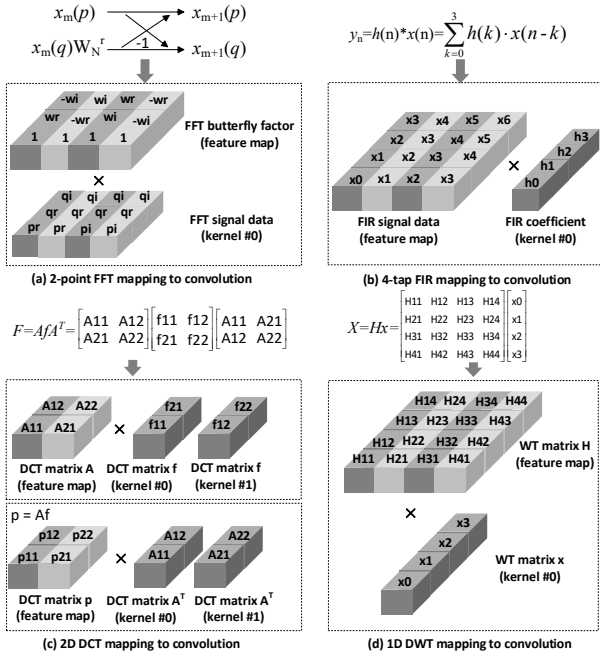 xm(p) xm+1(p)
xm(q)WN^r -1 xm+1(q)
-wi wi wr -wr
wr -wr wi -wi
1 1 1 1
FFT butterfly factor
(feature map)
×
qi qi qi qi
qr qr qr qr
pr pr pi pi
FFT signal data
(kernel #0)
(a) 2-point FFT mapping to convolution
yn=h(n)*x(n)=∑ k=0 3 h(k)·x(n-k)
x3 x4 x5 x6
x2 x3 x4 x5
x1 x2 x3 x4
x0 x1 x2 x3
×
h3
h2
h1
h0
FIR signal data
(feature map)
FIR coefficient
(kernel #0)
(b) 4-tap FIR mapping to convolution
F=AfA^T= [A11 A12] [f11 f12] [A11 A21]
[A21 A22] [f21 f22] [A12 A22]
A12 A22
A11 A21
×
f21
f11
f22
f12
DCT matrix A
(feature map)
DCT matrix f
(kernel #0)
DCT matrix f
(kernel #1)
p = Af
p12 p22
p11 p21
×
A12
A11
A22
A21
DCT matrix p
(feature map)
DCT matrix A^T
(kernel #0)
DCT matrix A^T
(kernel #1)
(c) 2D DCT mapping to convolution
X=Hx= H11 H12 H13 H14 x0
H21 H22 H23 H24 x1
H31 H32 H33 H34 x2
H41 H42 H43 H44 x3
H14 H24 H34 H44
H13 H23 H33 H43
H12 H22 H32 H42
H11 H21 H31 H41
WT matrix H
(feature map)
×
x3
x2
x1
x0
WT matrix x
(kernel #0)
(d) 1D DWT mapping to convolution